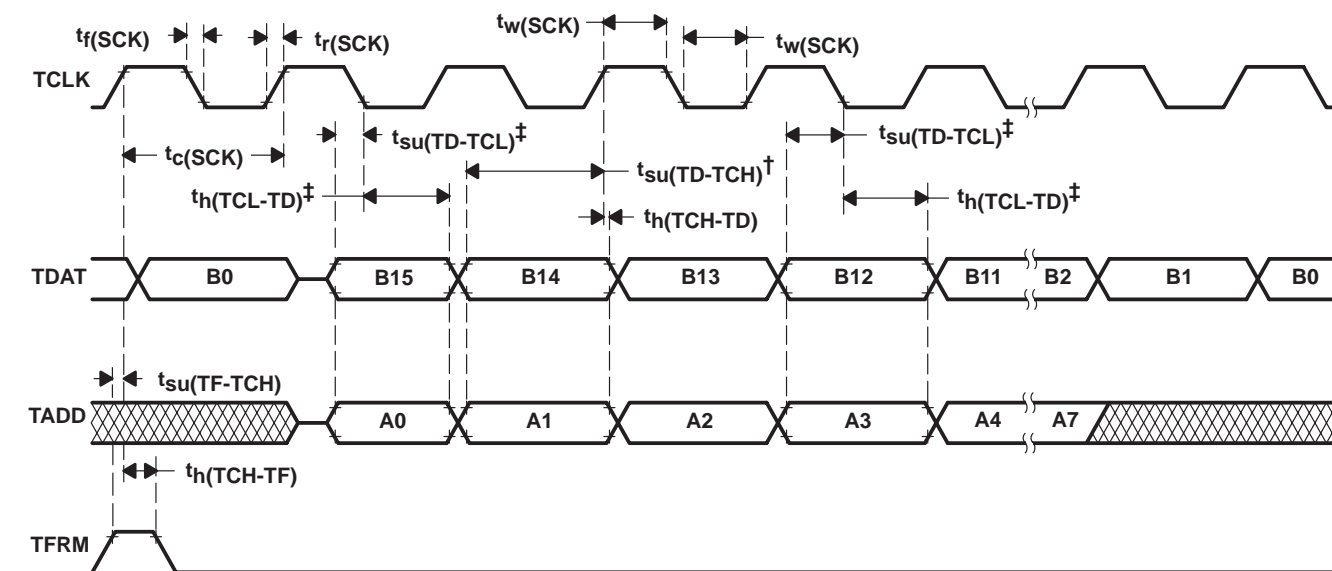 tw(SCK)
tf(SCK)
tr(SCK)
tw(SCK)
TCLK
tsu(TD-TCL)‡
tsu(TD-TCL)‡
tc(SCK)
tsu(TD-TCH)†
th(TCL-TD)‡
th(TCL-TD)‡
th(TCH-TD)
TDAT B0 B15 B14 B13 B12 B11 B2 B1 B0
tsu(TF-TCH)
TADD A0 A1 A2 A3 A4 A7
th(TCH-TF)
TFRM